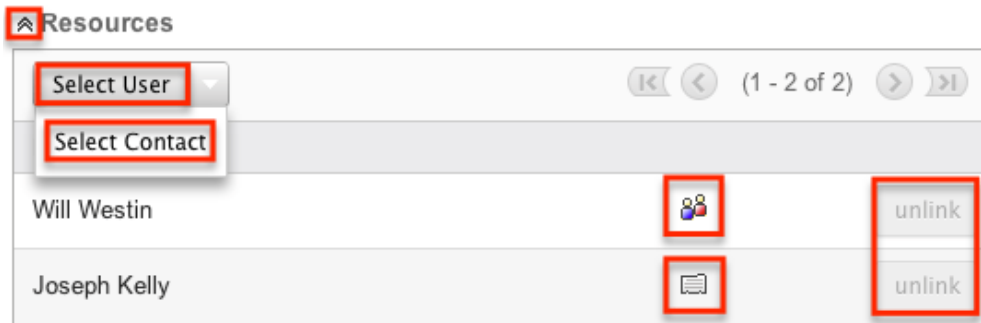 Resources
Select User (1 - 2 of 2)
Select Contact
Will Westin unlink
Joseph Kelly unlink